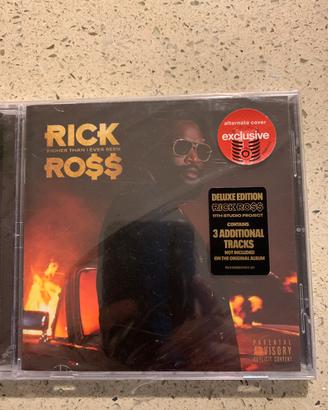 RICK
RICHER THAN I EVER BEEN
RO$$
alternate cover
exclusive
DELUXE EDITION
RICK RO$$
11TH STUDIO PROJECT
CONTAINS
3 ADDITIONAL
TRACKS
NOT INCLUDED
ON THE ORIGINAL ALBUM
PARENTAL
ADVISORY
EXPLICIT CONTENT